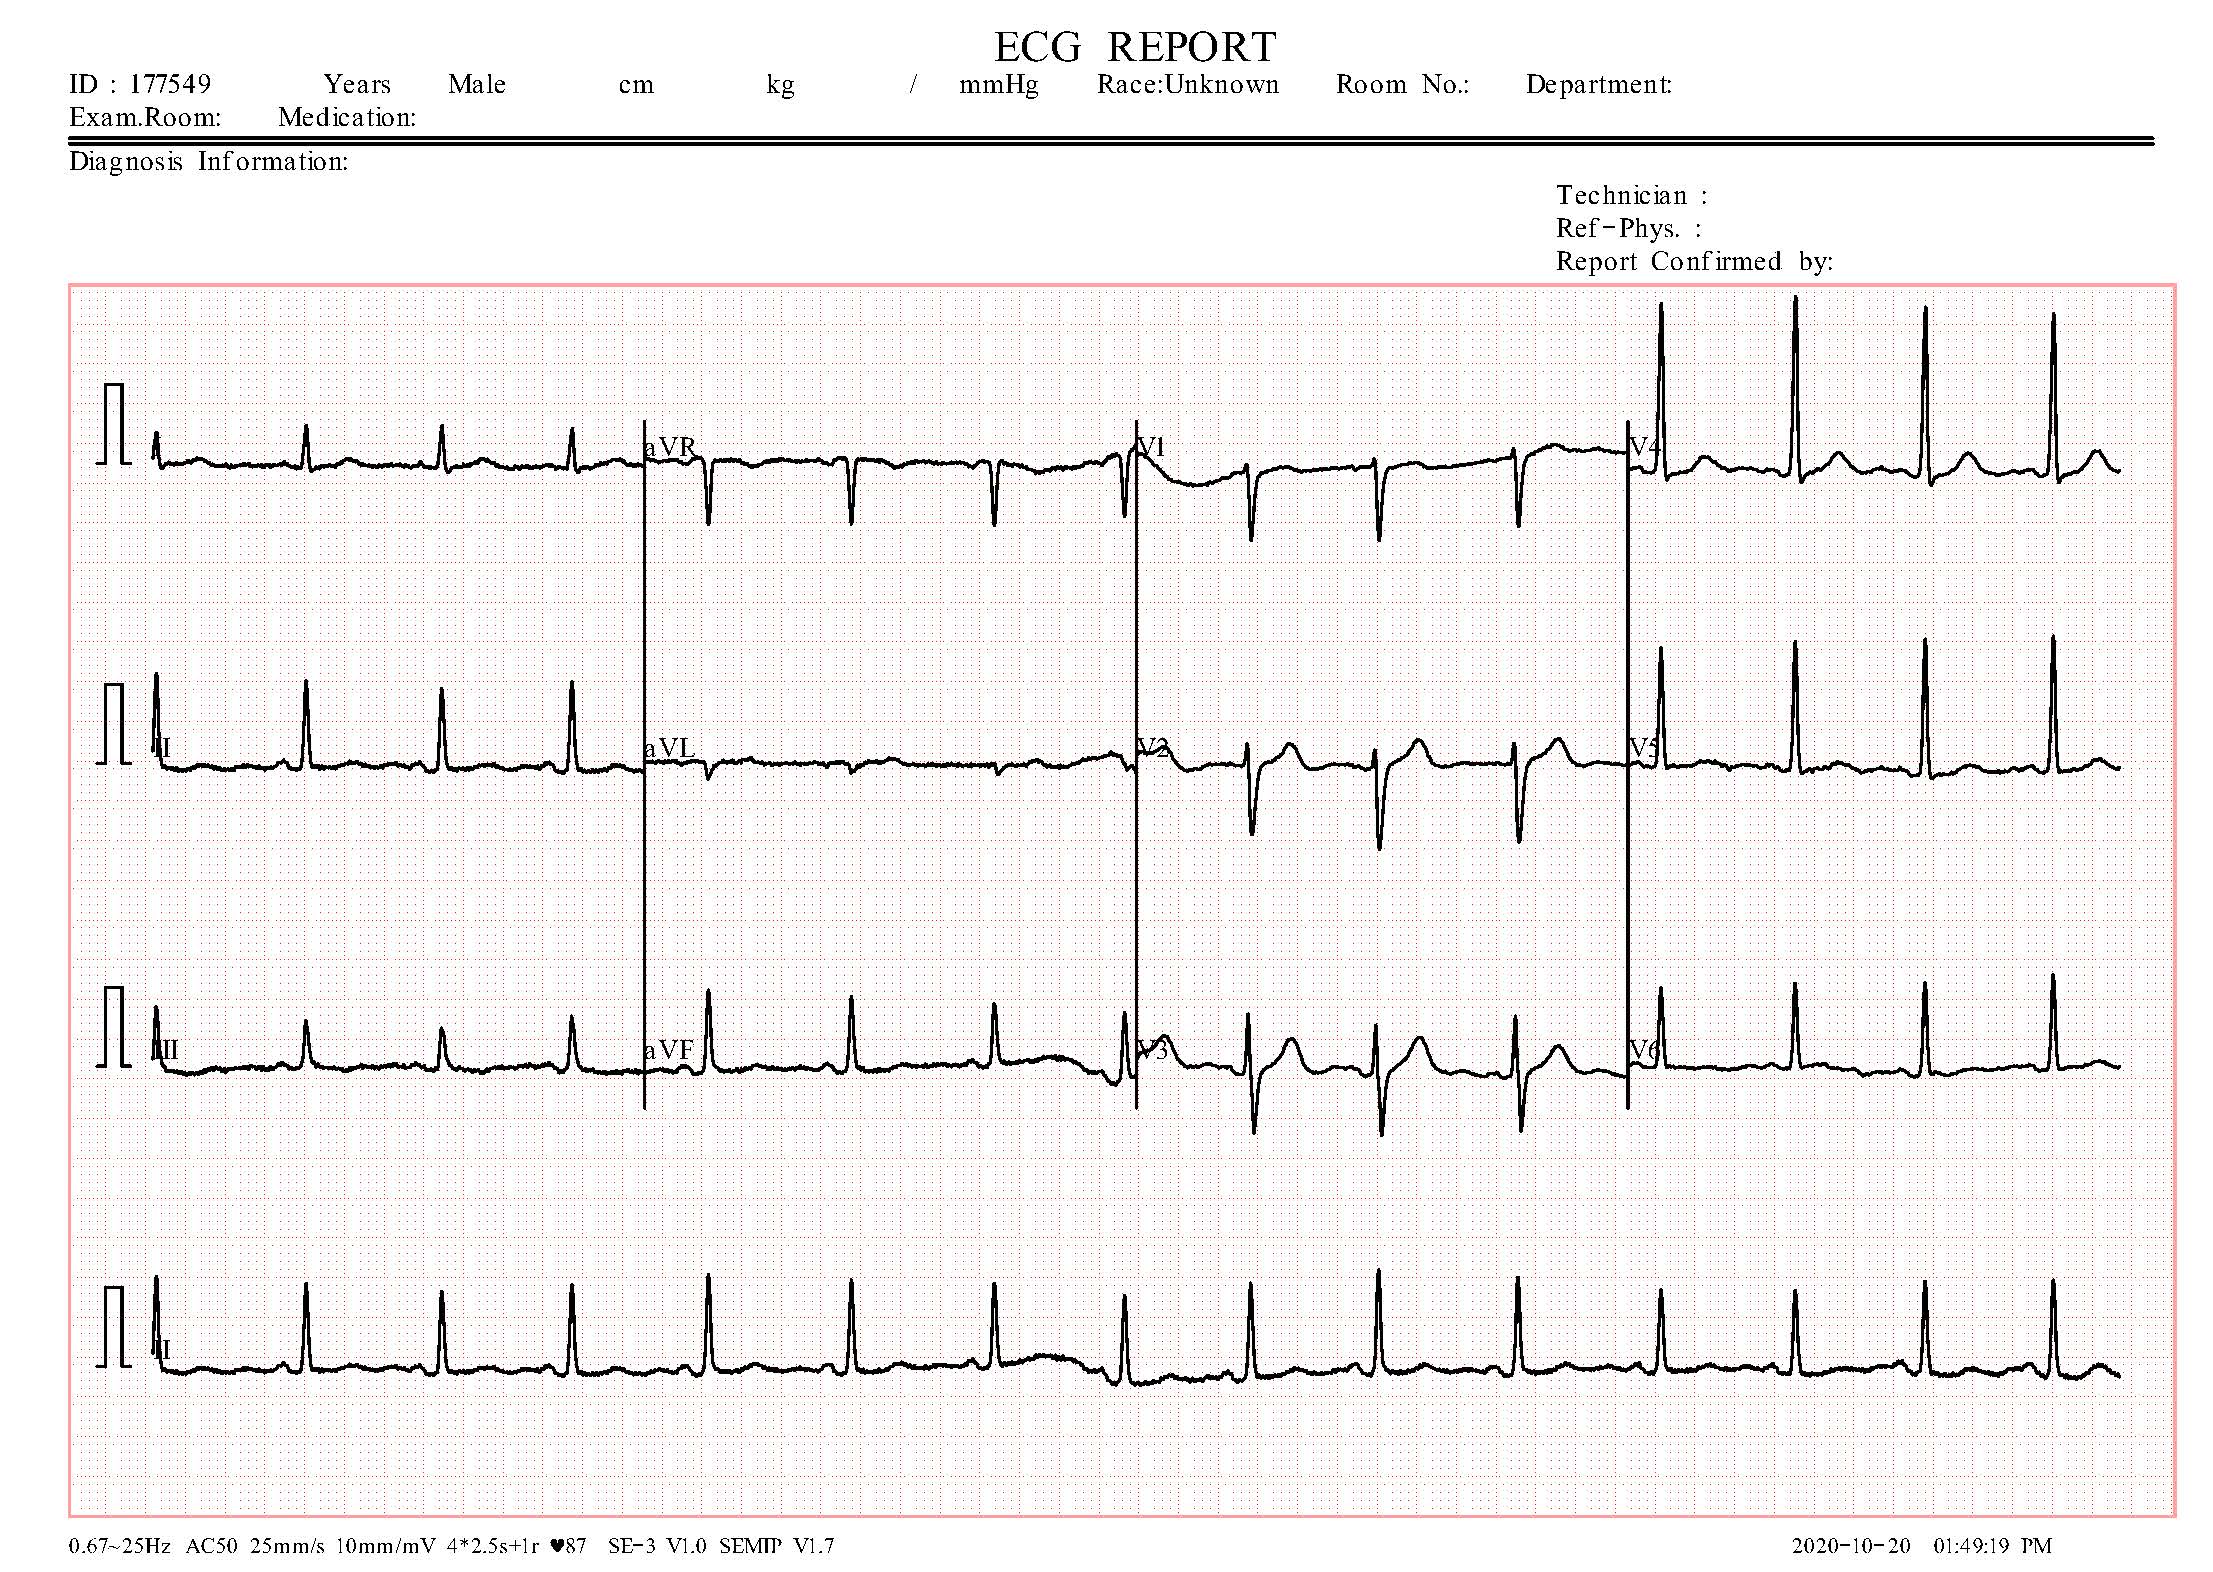 ECG REPORT
ID : 177549 Years Male cm kg / mmHg Race:Unknown Room No.: Department:
Exam.Room: Medication:
Diagnosis Information:
Technician :
Ref-Phys. :
Report Confirmed by:
aVR V1 V4
II aVL V2 V5
III aVF V3 V6
II
0.67~25Hz AC50 25mm/s 10mm/mV 4*2.5s+1r ♥87 SE-3 V1.0 SEMIP V1.7 2020-10-20 01:49:19 PM